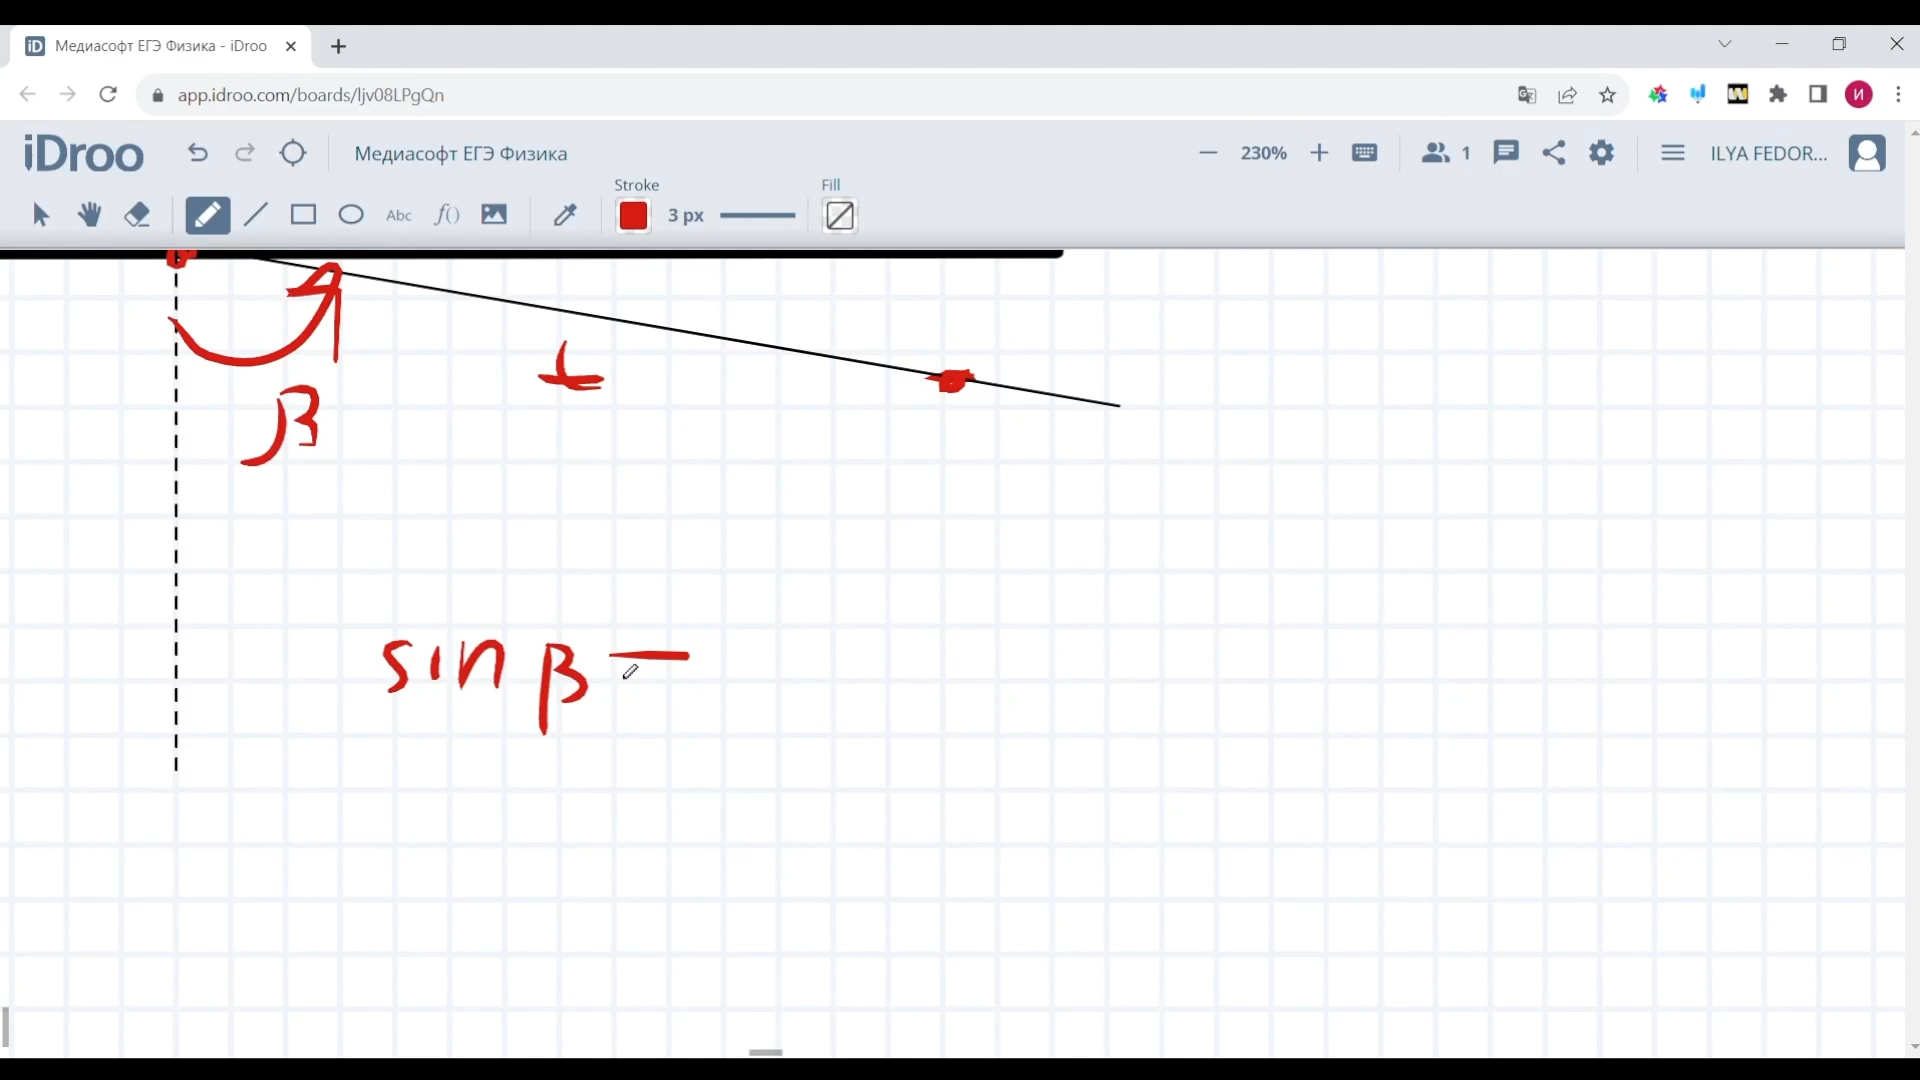 Медиасофт ЕГЭ Физика - iDroo
app.idroo.com/boards/ljv08LPgQn
И
iDroo
Медиасофт ЕГЭ Физика
230%
1
ILYA FEDOR...
Abc
f()
Stroke
3 px
Fill
β
sin β